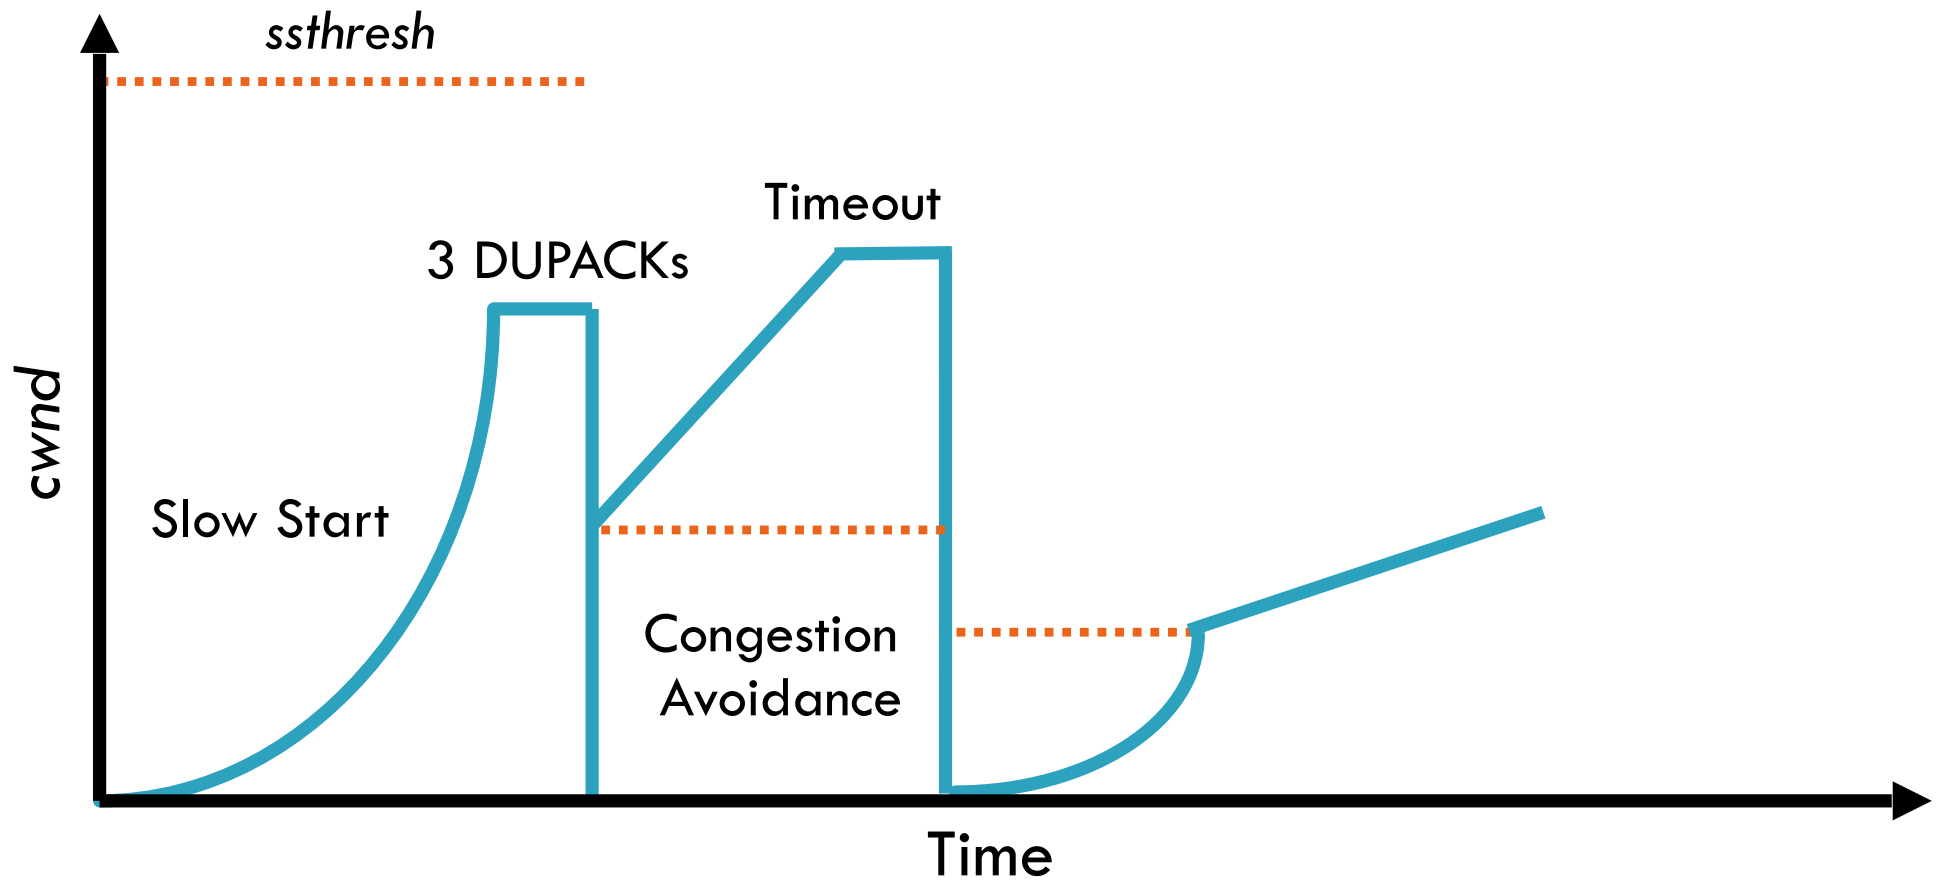 ssthresh
Timeout
3 DUPACKs
cwnd
Slow Start
Congestion
Avoidance
Time